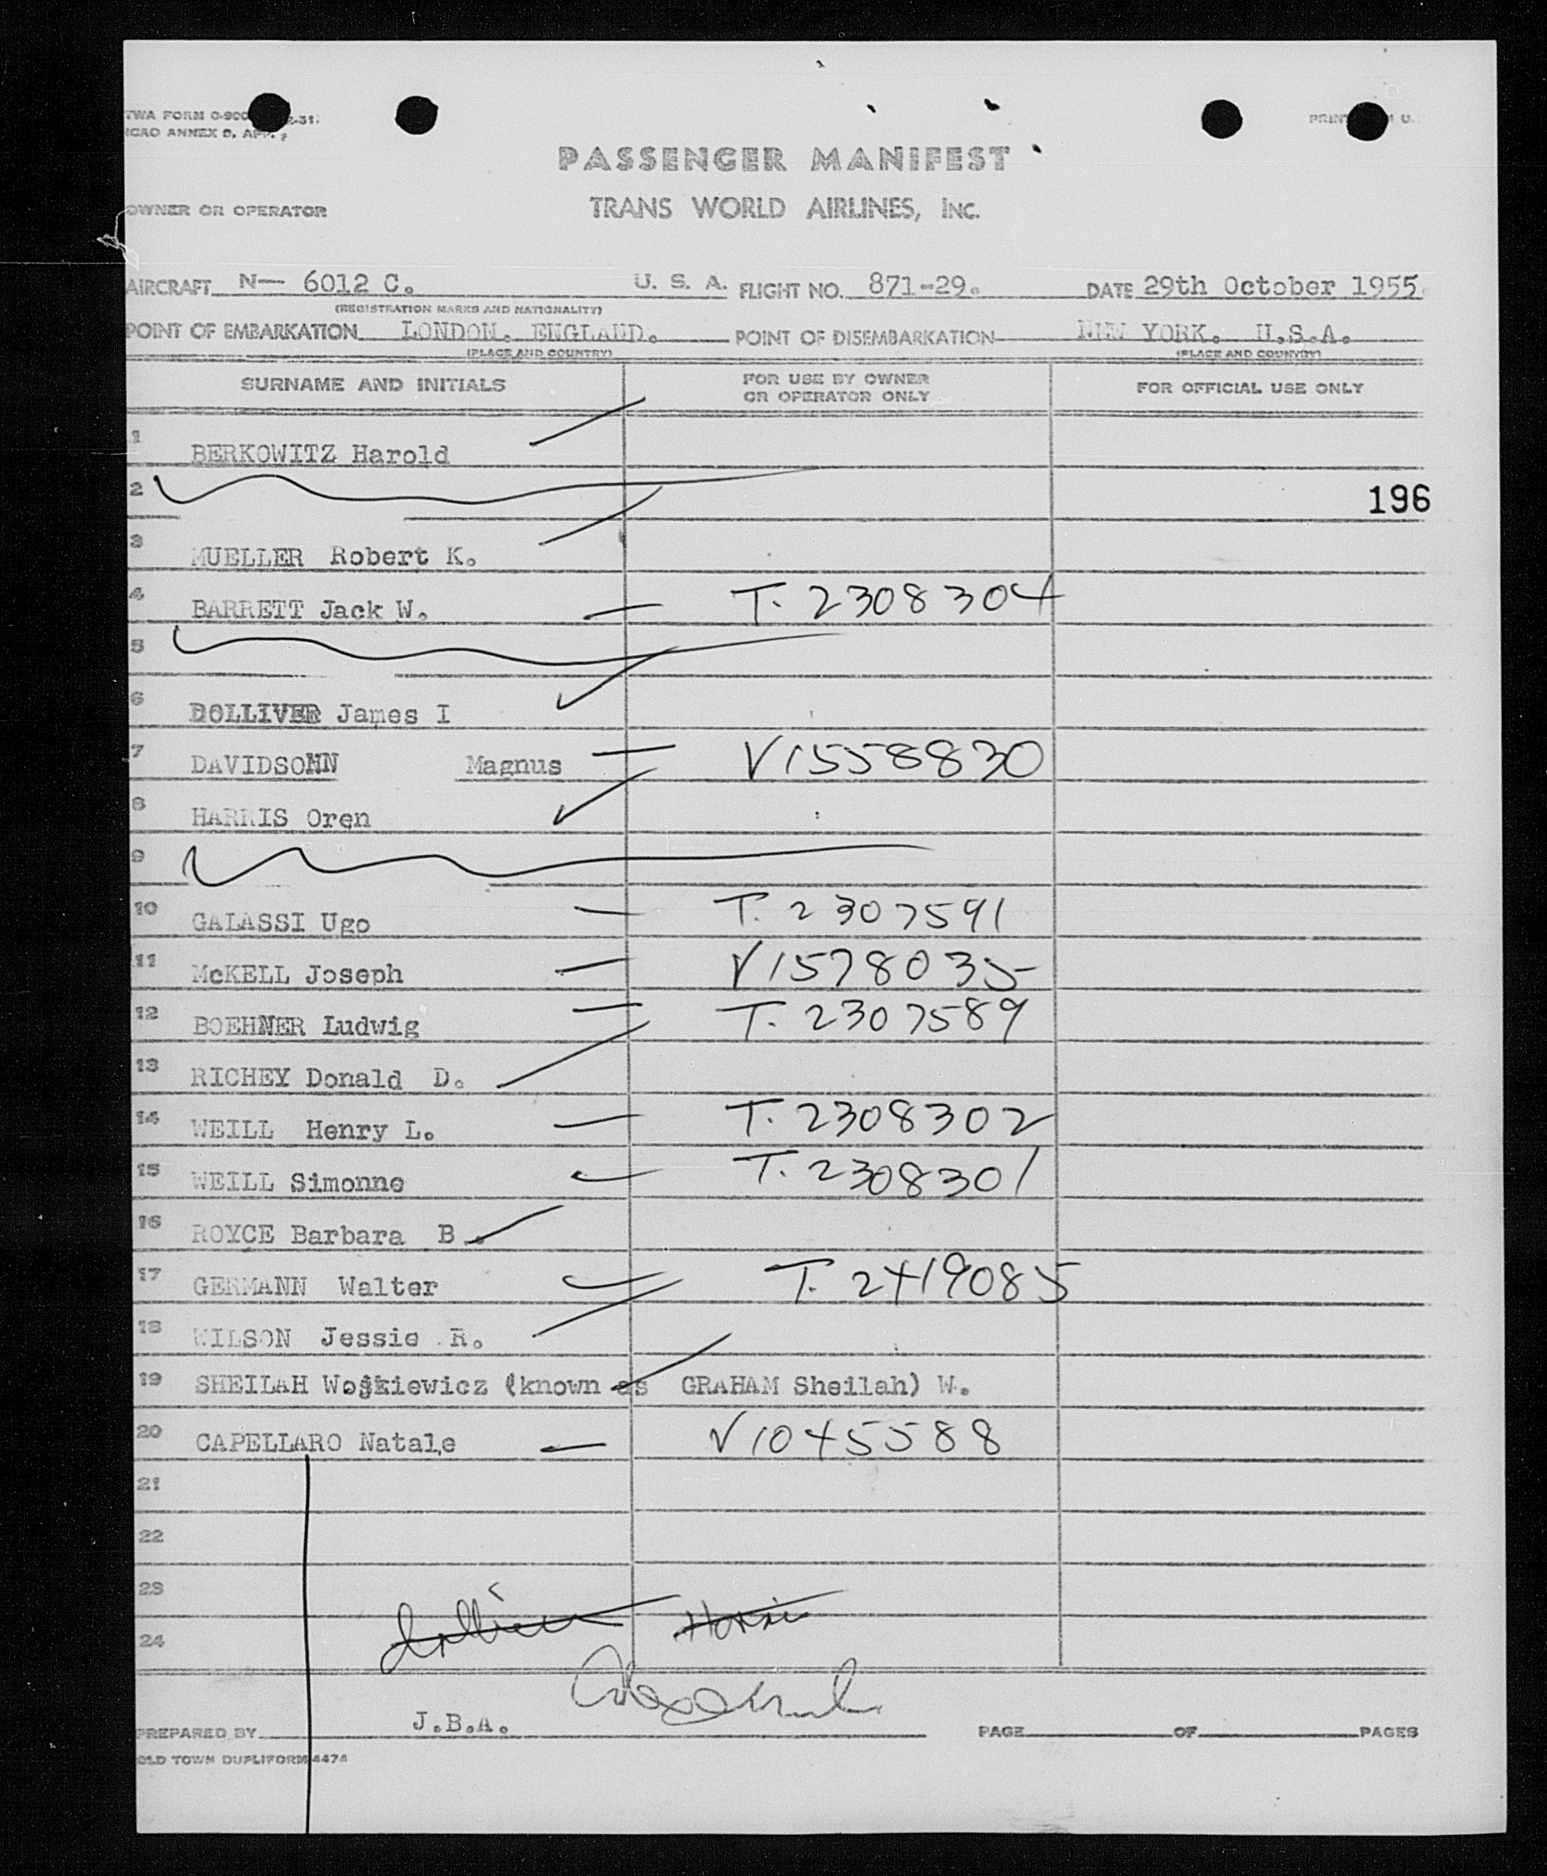 TWA FORM O-900
ICAO ANNEX 9, APP.
PASSENGER MANIFEST
OWNER OR OPERATOR
TRANS WORLD AIRLINES, INC.
AIRCRAFT N— 6012 C. U. S. A. FLIGHT NO. 871-29. DATE 29th October 1955.
(REGISTRATION MARKS AND NATIONALITY)
POINT OF EMBARKATION LONDON. ENGLAND. POINT OF DISEMBARKATION NEW YORK. U.S.A.
(PLACE AND COUNTRY) (PLACE AND COUNTRY)
SURNAME AND INITIALS FOR USE BY OWNER OR OPERATOR ONLY FOR OFFICIAL USE ONLY
1 BERKOWITZ Harold
2 196
3 MUELLER Robert K.
4 BARRETT Jack W. T. 2308304
5
6 DOLLIVER James I
7 DAVIDSONN Magnus V1558830
8 HARRIS Oren
9
10 GALASSI Ugo T. 2307591
11 McKELL Joseph V1578035
12 BOEHNER Ludwig T. 2307589
13 RICHEY Donald D.
14 WEILL Henry L. T. 2308302
15 WEILL Simonne T. 2308301
16 ROYCE Barbara B.
17 GERMANN Walter T. 2419085
18 WILSON Jessie R.
19 SHEILAH Woskiewicz (known as GRAHAM Sheilah) W.
20 CAPELLARO Natale V1045588
21
22
23
24
PREPARED BY J.B.A. PAGE OF PAGES
OLD TOWN DUPLIFORM 4474